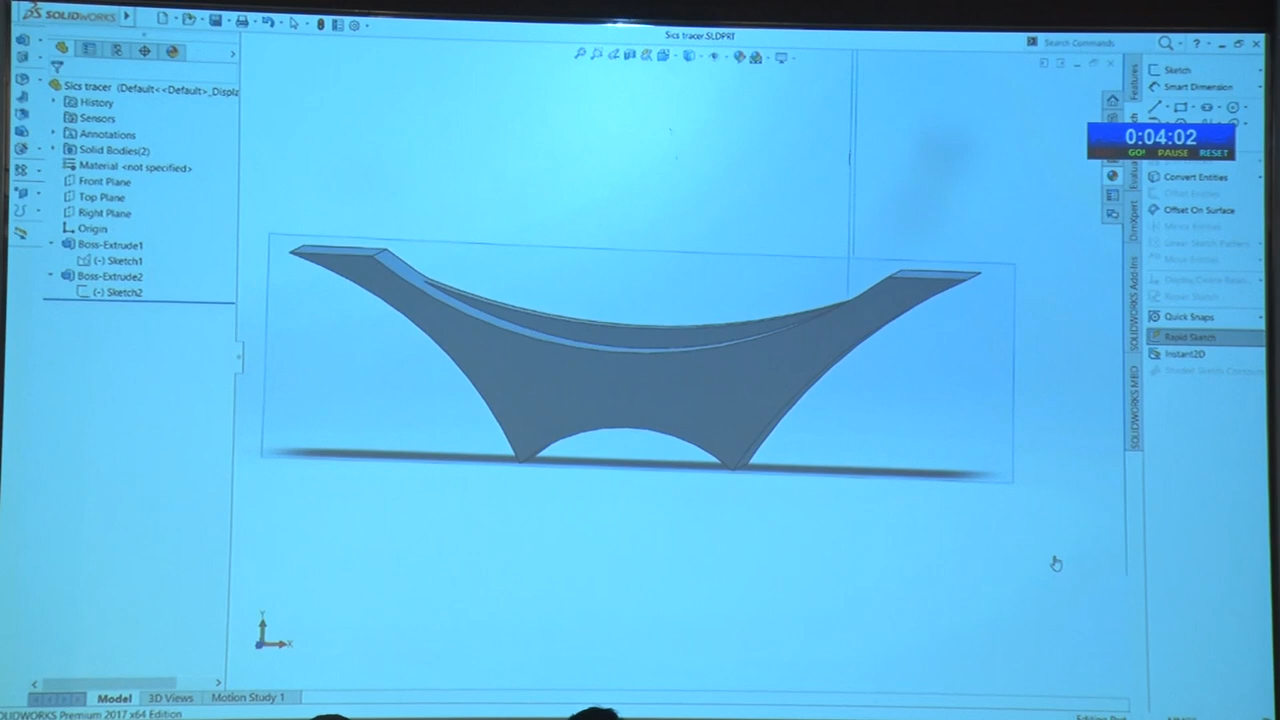 SOLIDWORKS
Sics tracer.SLDPRT
Search Commands
Sics tracer (Default<<Default>_Displa
History
Sensors
Annotations
Solid Bodies(2)
Material <not specified>
Front Plane
Top Plane
Right Plane
Origin
Boss-Extrude1
(-) Sketch1
Boss-Extrude2
(-) Sketch2
Features
Sketch
Smart Dimension
0:04:02
GO! PAUSE RESET
Convert Entities
Offset On Surface
DimXpert
SOLIDWORKS Add-Ins
SOLIDWORKS MBD
Quick Snaps
Rapid Sketch
Instant2D
Y
X
Model
3D Views
Motion Study 1
SOLIDWORKS Premium 2017 x64 Edition